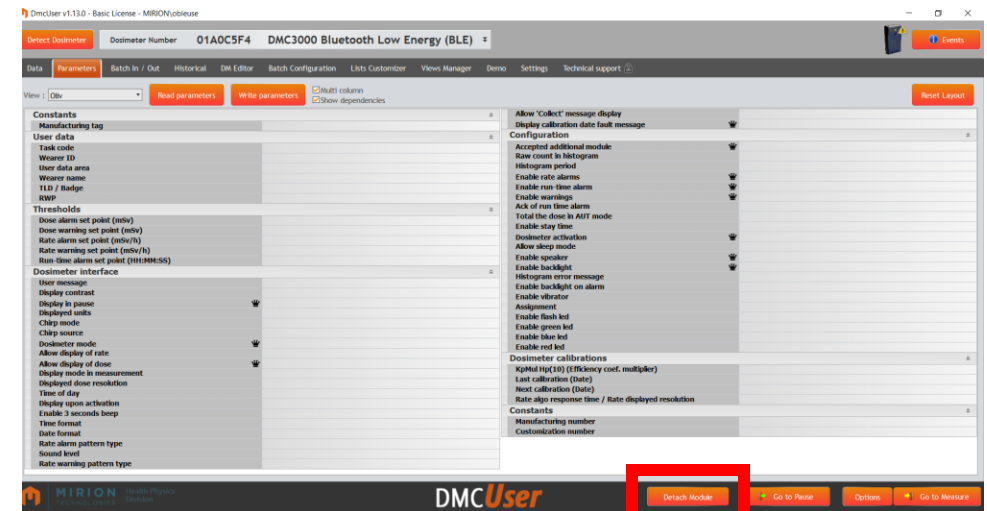 DmcUser v1.13.0 - Basic License - MIRION\obleuse
Detect Dosimeter Dosimeter Number 01A0C5F4 DMC3000 Bluetooth Low Energy (BLE) Events
Data Parameters Batch In / Out Historical DM Editor Batch Configuration Lists Customizer Views Manager Demo Settings Technical support
View : Olbv Read parameters Write parameters Multi column Show dependencies Reset Layout
Constants
Manufacturing tag
User data
Task code
Wearer ID
User data area
Wearer name
TLD / Badge
RWP
Thresholds
Dose alarm set point (mSv)
Dose warning set point (mSv)
Rate alarm set point (mSv/h)
Rate warning set point (mSv/h)
Run-time alarm set point (HH:MM:SS)
Dosimeter interface
User message
Display contrast
Display in pause
Displayed units
Chirp mode
Chirp source
Dosimeter mode
Allow display of rate
Allow display of dose
Display mode in measurement
Displayed dose resolution
Time of day
Display upon activation
Enable 3 seconds beep
Time format
Date format
Rate alarm pattern type
Sound level
Rate warning pattern type
Allow 'Collect' message display
Display calibration date fault message
Configuration
Accepted additional module
Raw count in histogram
Histogram period
Enable rate alarms
Enable run-time alarm
Enable warnings
Ack of run time alarm
Total the dose in AUT mode
Enable stay time
Dosimeter activation
Allow sleep mode
Enable speaker
Enable backlight
Histogram error message
Enable backlight on alarm
Enable vibrator
Assignment
Enable flash led
Enable green led
Enable blue led
Enable red led
Dosimeter calibrations
KpMul Hp(10) (Efficiency coef. multiplier)
Last calibration (Date)
Next calibration (Date)
Rate algo response time / Rate displayed resolution
Constants
Manufacturing number
Customization number
MIRION TECHNOLOGIES Health Physics Division DMCUser Detach Module Go to Pause Options Go to Measure